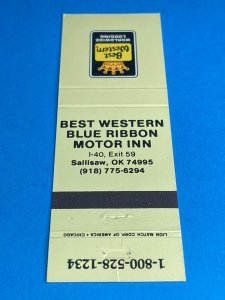 Best
Western
WORLDWIDE
LODGING
BEST WESTERN
BLUE RIBBON
MOTOR INN
I-40, Exit 59
Sallisaw, OK 74995
(918) 775-6294
LION MATCH CORP. OF AMERICA • CHICAGO
1-800-528-1234